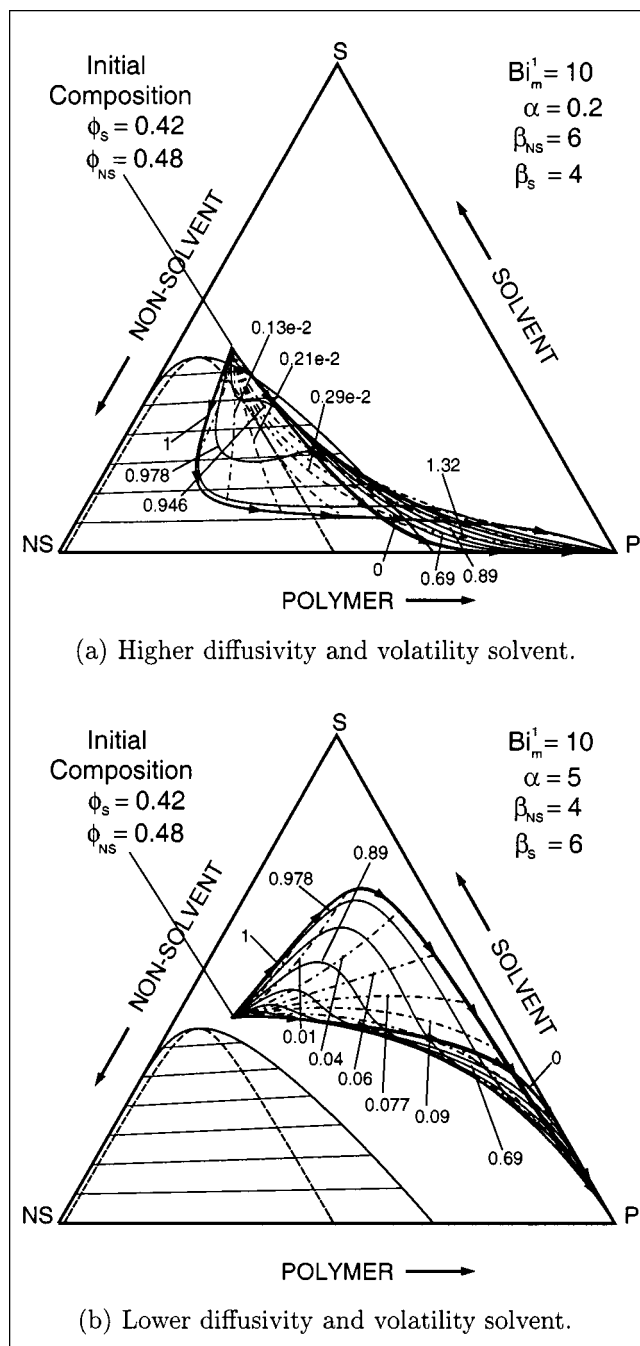 S
Initial
Composition
ϕS = 0.42
ϕNS = 0.48
Bi¹m = 10
α = 0.2
βNS = 6
βS = 4
NON-SOLVENT
SOLVENT
0.13e-2
0.21e-2
0.29e-2
1
0.978
0.946
1.32
NS
P
0
0.69
0.89
POLYMER
(a) Higher diffusivity and volatility solvent.
S
Initial
Composition
ϕS = 0.42
ϕNS = 0.48
Bi¹m = 10
α = 5
βNS = 4
βS = 6
0.89
0.978
NON-SOLVENT
SOLVENT
1
0.01
0.04
0.06
0.077
0.09
0
0.69
NS
P
POLYMER
(b) Lower diffusivity and volatility solvent.